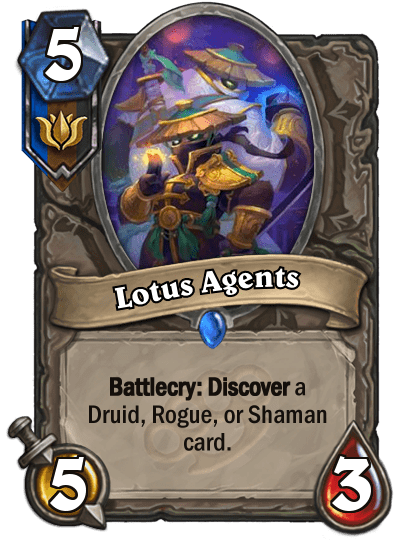 5
Lotus Agents
Battlecry: Discover a
Druid, Rogue, or Shaman
card.
5
3